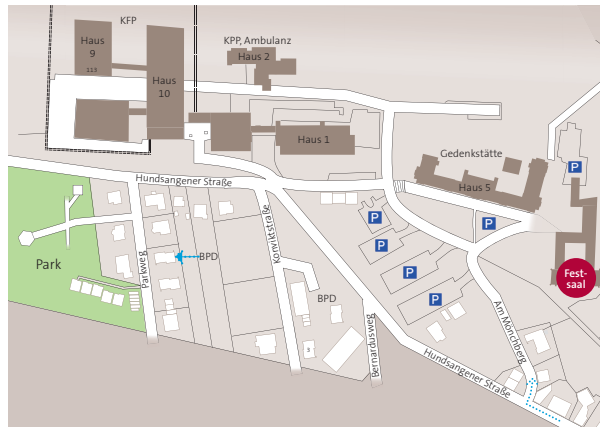 KFP
Haus
9
113
Haus
10
KPP, Ambulanz
Haus 2
Haus 1
Gedenkstätte
Haus 5
P
P
P
P
P
P
Hundsangener Straße
Konviktstraße
Parkweg
BPD
Park
BPD
Bernardusweg
Am Mönchberg
Hundsangener Straße
Fest-
saal